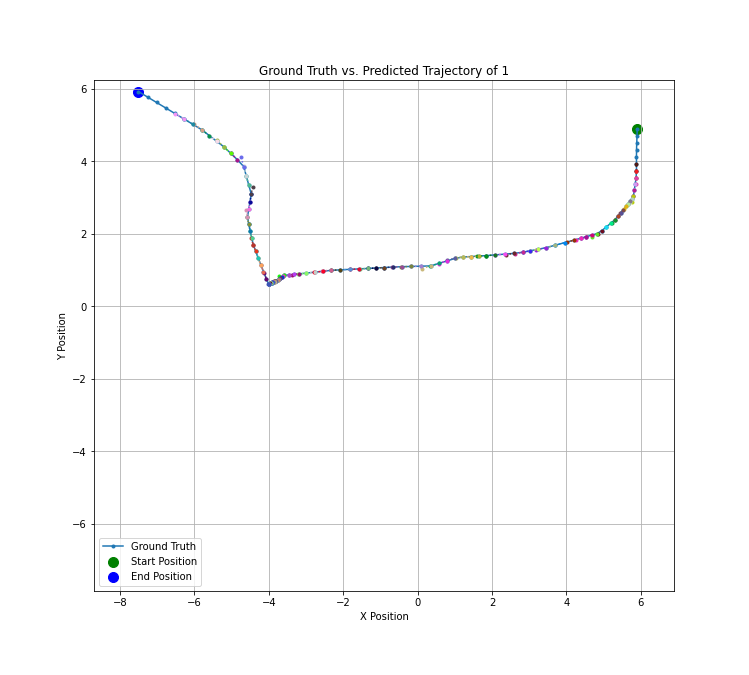 Ground Truth vs. Predicted Trajectory of 1
6
4
2
0
−2
−4
−6
Y Position
Ground Truth
Start Position
End Position
−8 −6 −4 −2 0 2 4 6
X Position